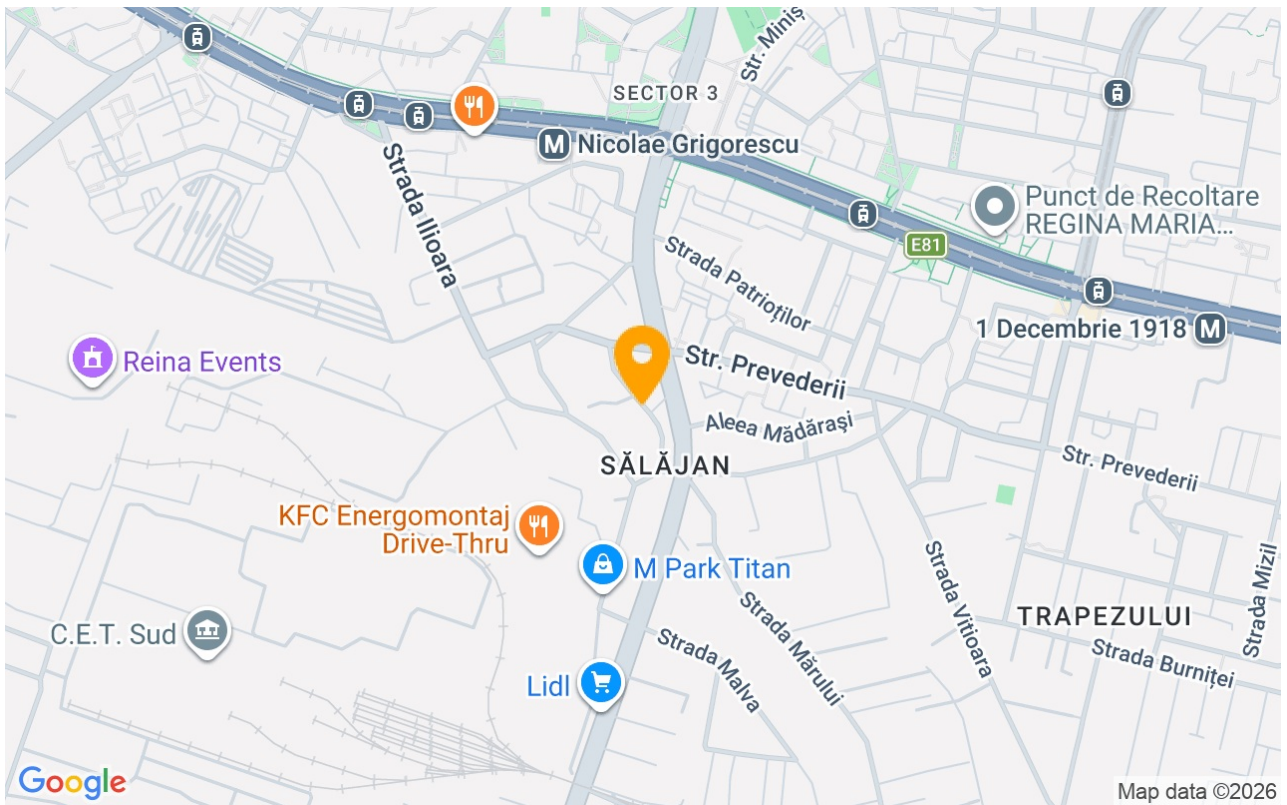 Str. Miniș
SECTOR 3
M Nicolae Grigorescu
Strada Ilioara
Punct de Recoltare
REGINA MARIA...
E81
Strada Patrioților
1 Decembrie 1918 M
Reina Events
Str. Prevederii
Aleea Mădărași
SĂLĂJAN
Str. Prevederii
KFC Energomontaj
Drive-Thru
M Park Titan
Strada Vitioara
Strada Mizil
C.E.T. Sud
TRAPEZULUI
Strada Mărului
Strada Malva
Strada Burniței
Lidl
Google
Map data ©2026